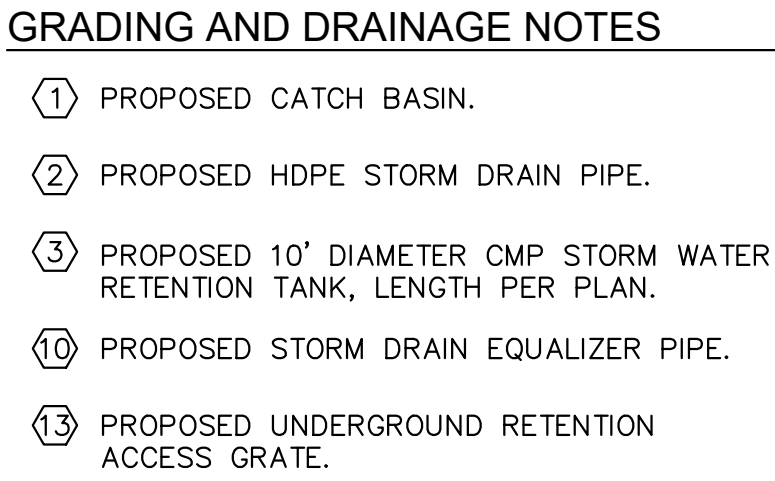 GRADING AND DRAINAGE NOTES
1 PROPOSED CATCH BASIN.
2 PROPOSED HDPE STORM DRAIN PIPE.
3 PROPOSED 10' DIAMETER CMP STORM WATER
RETENTION TANK, LENGTH PER PLAN.
10 PROPOSED STORM DRAIN EQUALIZER PIPE.
13 PROPOSED UNDERGROUND RETENTION
ACCESS GRATE.